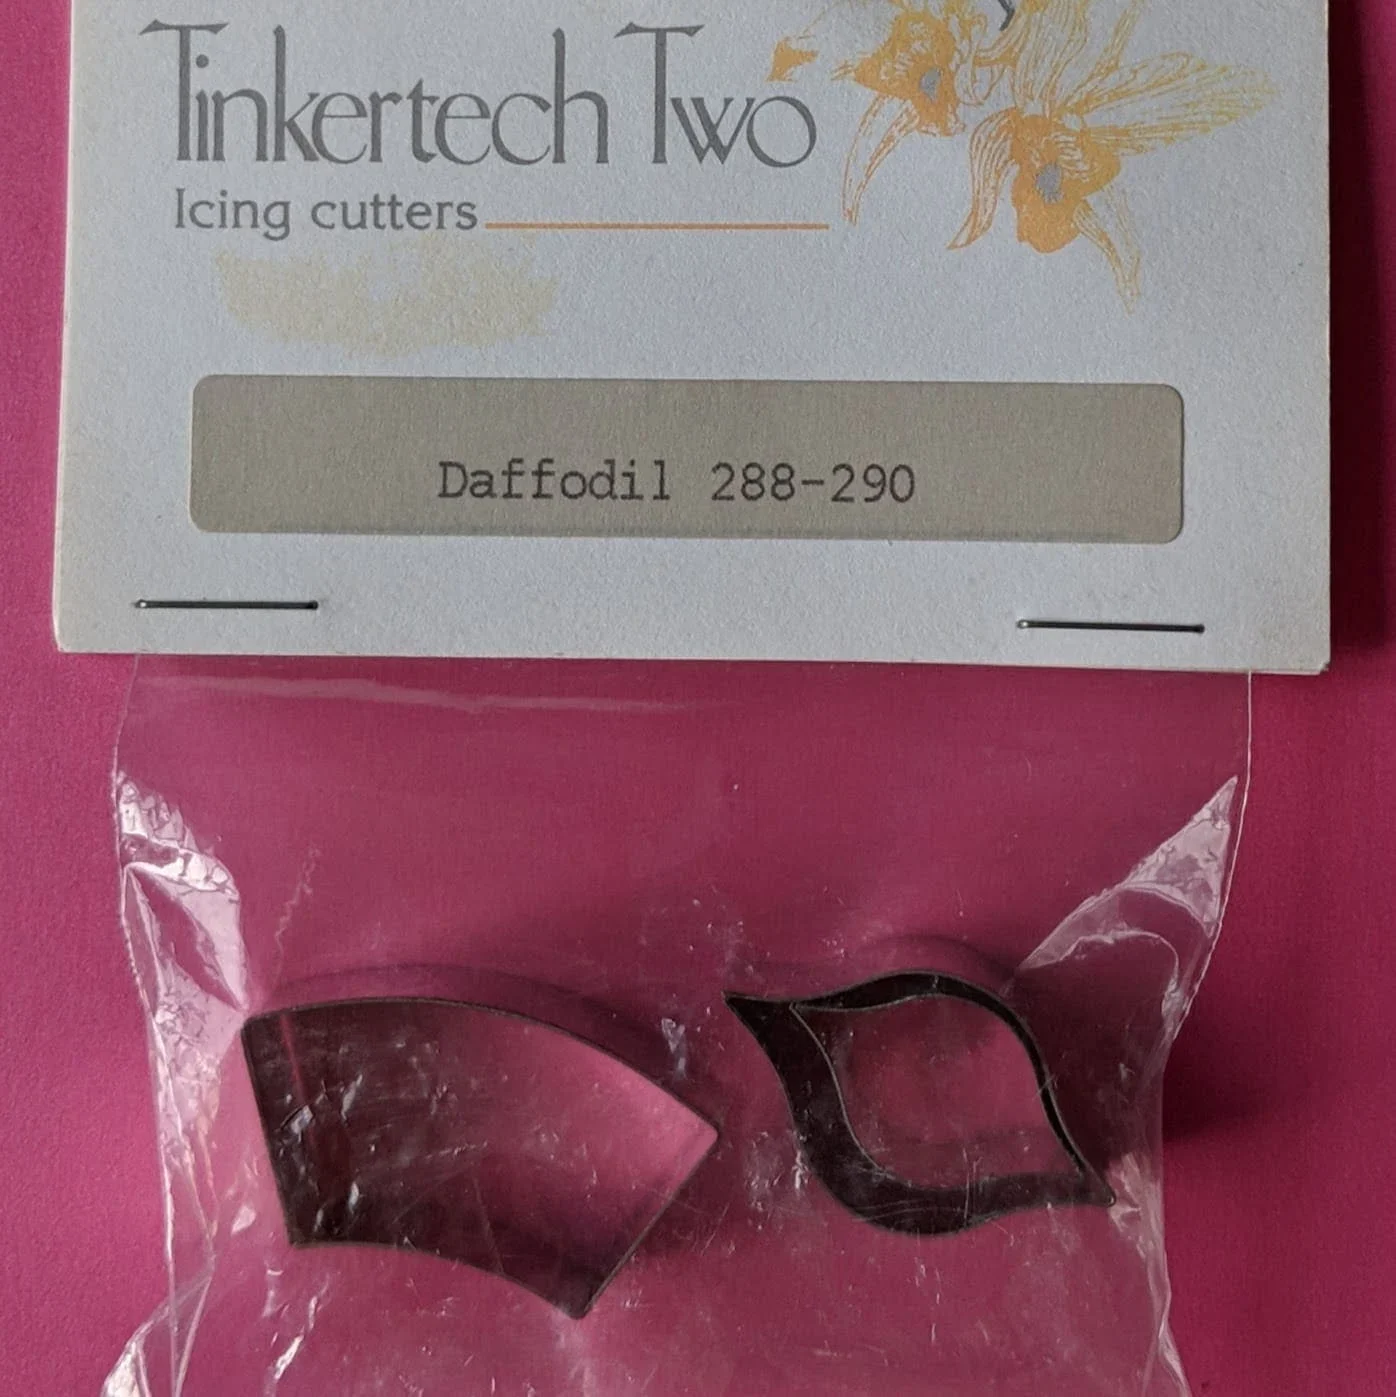 Tinkertech Two
Icing cutters
Daffodil 288-290